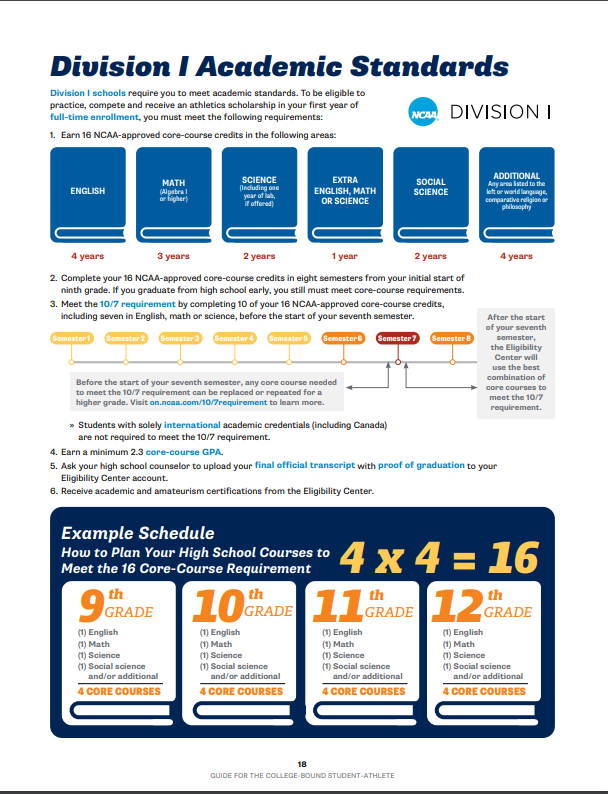 Division I Academic Standards
Division I schools require you to meet academic standards. To be eligible to
practice, compete and receive an athletics scholarship in your first year of
full-time enrollment, you must meet the following requirements:
NCAA DIVISION I
1. Earn 16 NCAA-approved core-course credits in the following areas:
ENGLISH
4 years
MATH
(Algebra I
or higher)
3 years
SCIENCE
(Including one
year of lab,
if offered)
2 years
EXTRA
ENGLISH, MATH
OR SCIENCE
1 year
SOCIAL
SCIENCE
2 years
ADDITIONAL
Any area listed to the
left or world language,
comparative religion or
philosophy
4 years
2. Complete your 16 NCAA-approved core-course credits in eight semesters from your initial start of
ninth grade. If you graduate from high school early, you still must meet core-course requirements.
3. Meet the 10/7 requirement by completing 10 of your 16 NCAA-approved core-course credits,
including seven in English, math or science, before the start of your seventh semester.
Semester 1 Semester 2 Semester 3 Semester 4 Semester 5 Semester 6 Semester 7 Semester 8
Before the start of your seventh semester, any core course needed
to meet the 10/7 requirement can be replaced or repeated for a
higher grade. Visit on.ncaa.com/10/7requirement to learn more.
After the start
of your seventh
semester,
the Eligibility
Center will
use the best
combination of
core courses to
meet the 10/7
requirement.
» Students with solely international academic credentials (including Canada)
are not required to meet the 10/7 requirement.
4. Earn a minimum 2.3 core-course GPA.
5. Ask your high school counselor to upload your final official transcript with proof of graduation to your
Eligibility Center account.
6. Receive academic and amateurism certifications from the Eligibility Center.
Example Schedule
How to Plan Your High School Courses to
Meet the 16 Core-Course Requirement
4 x 4 = 16
9th
GRADE
(1) English
(1) Math
(1) Science
(1) Social science
and/or additional
4 CORE COURSES
10th
GRADE
(1) English
(1) Math
(1) Science
(1) Social science
and/or additional
4 CORE COURSES
11th
GRADE
(1) English
(1) Math
(1) Science
(1) Social science
and/or additional
4 CORE COURSES
12th
GRADE
(1) English
(1) Math
(1) Science
(1) Social science
and/or additional
4 CORE COURSES
18
GUIDE FOR THE COLLEGE-BOUND STUDENT-ATHLETE